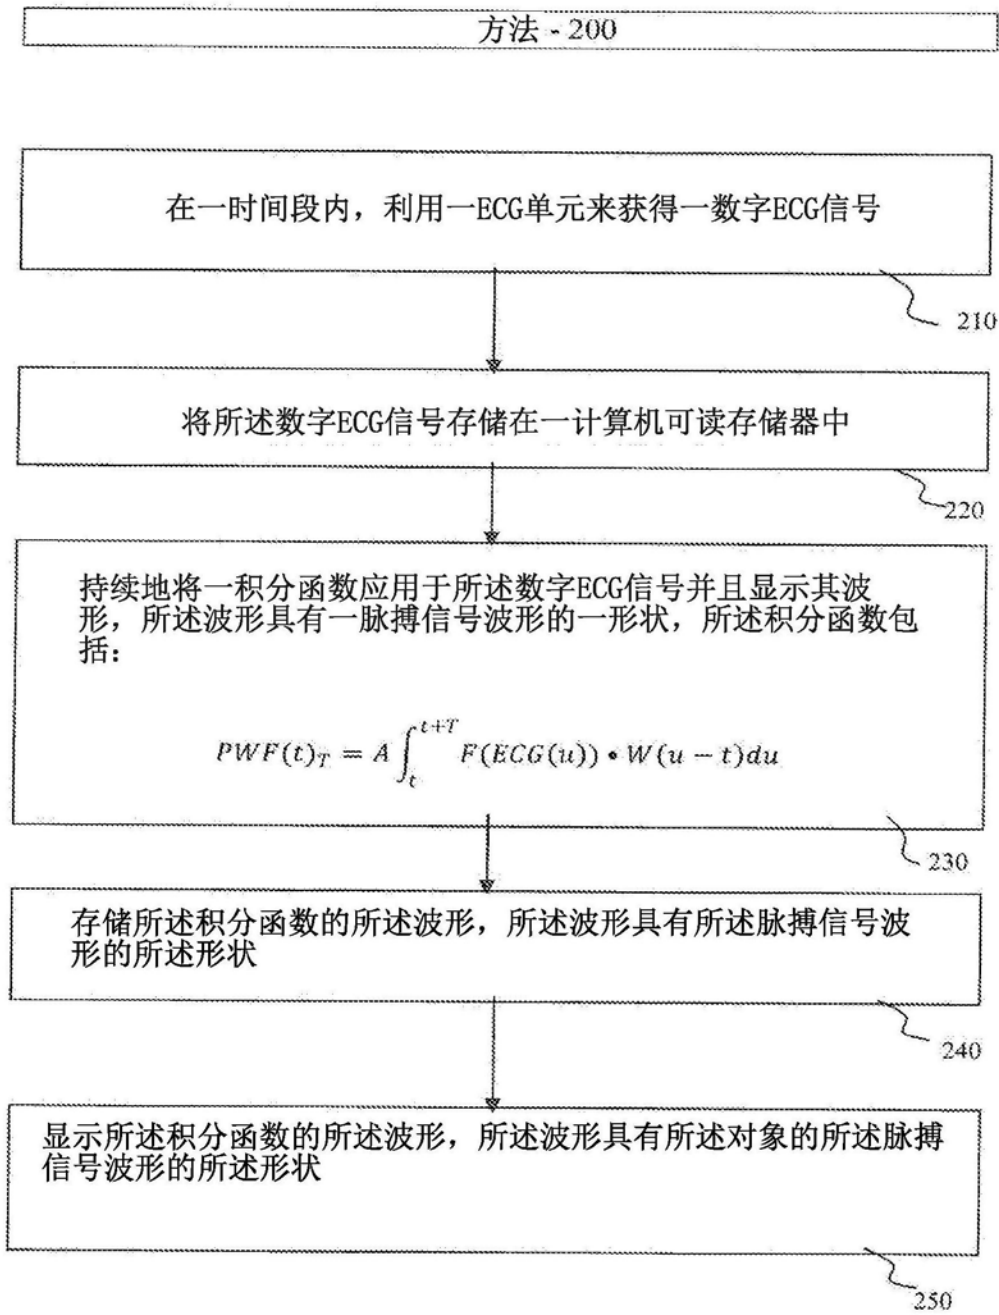 方法 - 200
在一时间段内，利用一ECG单元来获得一数字ECG信号
210
将所述数字ECG信号存储在一计算机可读存储器中
220
持续地将一积分函数应用于所述数字ECG信号并且显示其波
形，所述波形具有一脉搏信号波形的一形状，所述积分函数包
括：
PWF(t)_T = A ∫_t^{t+T} F(ECG(u)) • W(u − t)du
230
存储所述积分函数的所述波形，所述波形具有所述脉搏信号波
形的所述形状
240
显示所述积分函数的所述波形，所述波形具有所述对象的所述脉搏
信号波形的所述形状
250